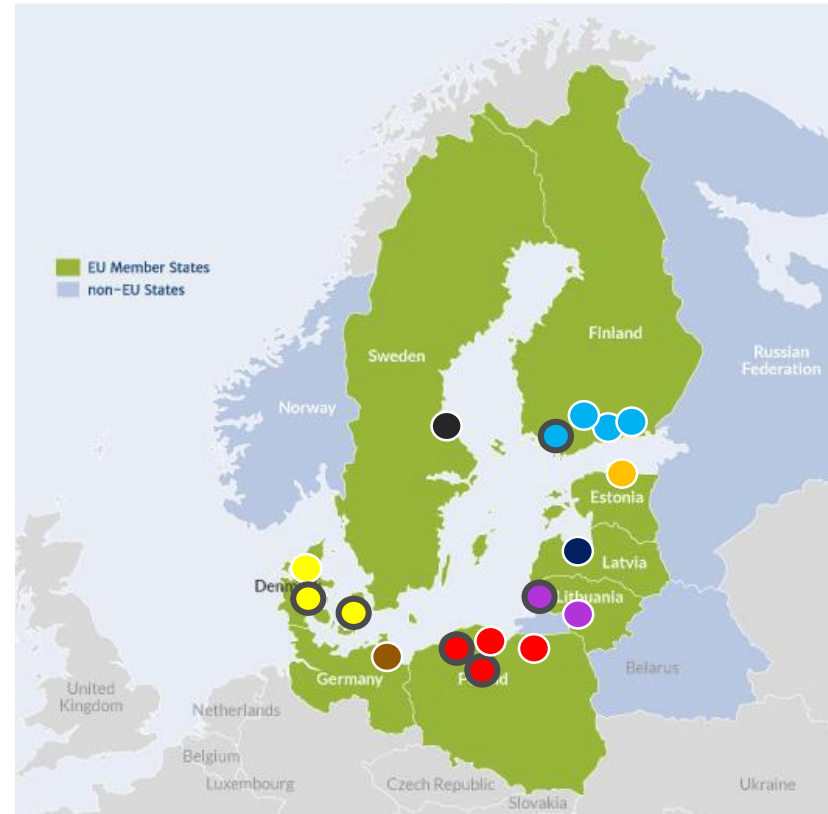 EU Member States
non-EU States
Finland
Sweden
Russian
Federation
Norway
Estonia
Latvia
Denm
Lithuania
Belarus
United
Kingdom
Germany
Netherlands
Belgium
Luxembourg
Czech Republic
Ukraine
Slovakia